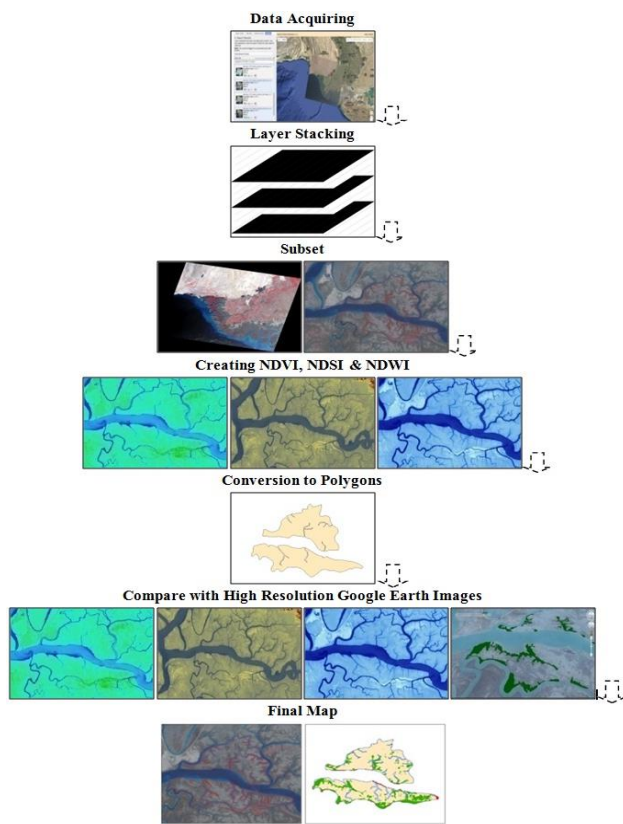 Data Acquiring
Layer Stacking
Subset
Creating NDVI, NDSI & NDWI
Conversion to Polygons
Compare with High Resolution Google Earth Images
Final Map